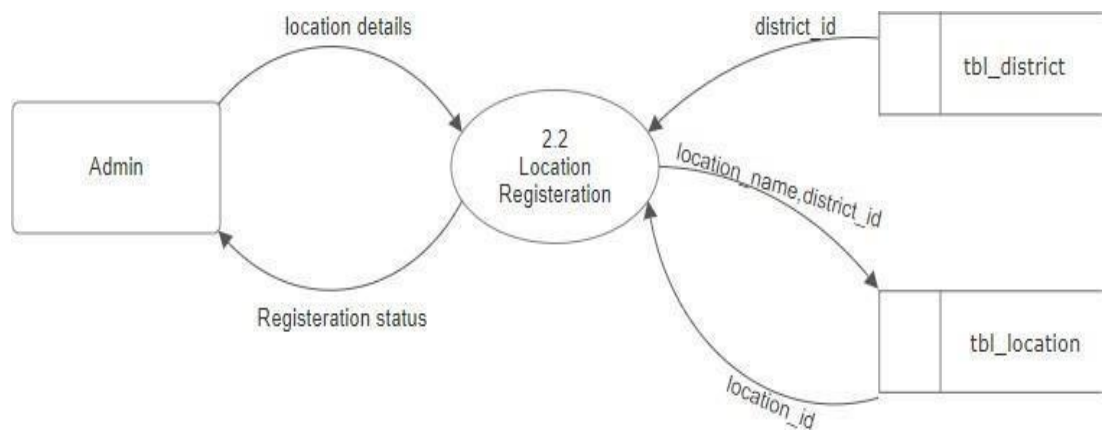 location details
district_id
tbl_district
Admin
2.2
Location
Registeration
location_name,district_id
Registeration status
tbl_location
location_id